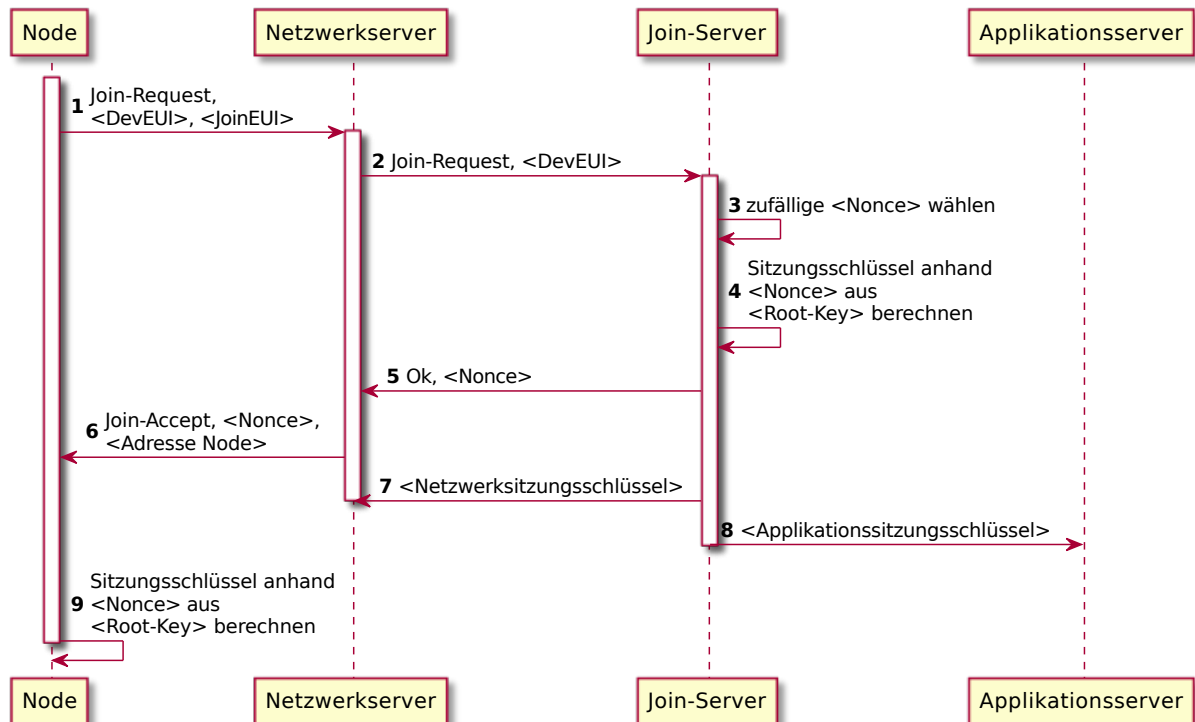 Node
Netzwerkserver
Join-Server
Applikationsserver
1 Join-Request,
<DevEUI>, <JoinEUI>
2 Join-Request, <DevEUI>
3 zufällige <Nonce> wählen
Sitzungsschlüssel anhand
4 <Nonce> aus
<Root-Key> berechnen
5 Ok, <Nonce>
6 Join-Accept, <Nonce>,
<Adresse Node>
7 <Netzwerksitzungsschlüssel>
8 <Applikationssitzungsschlüssel>
Sitzungsschlüssel anhand
9 <Nonce> aus
<Root-Key> berechnen
Node
Netzwerkserver
Join-Server
Applikationsserver